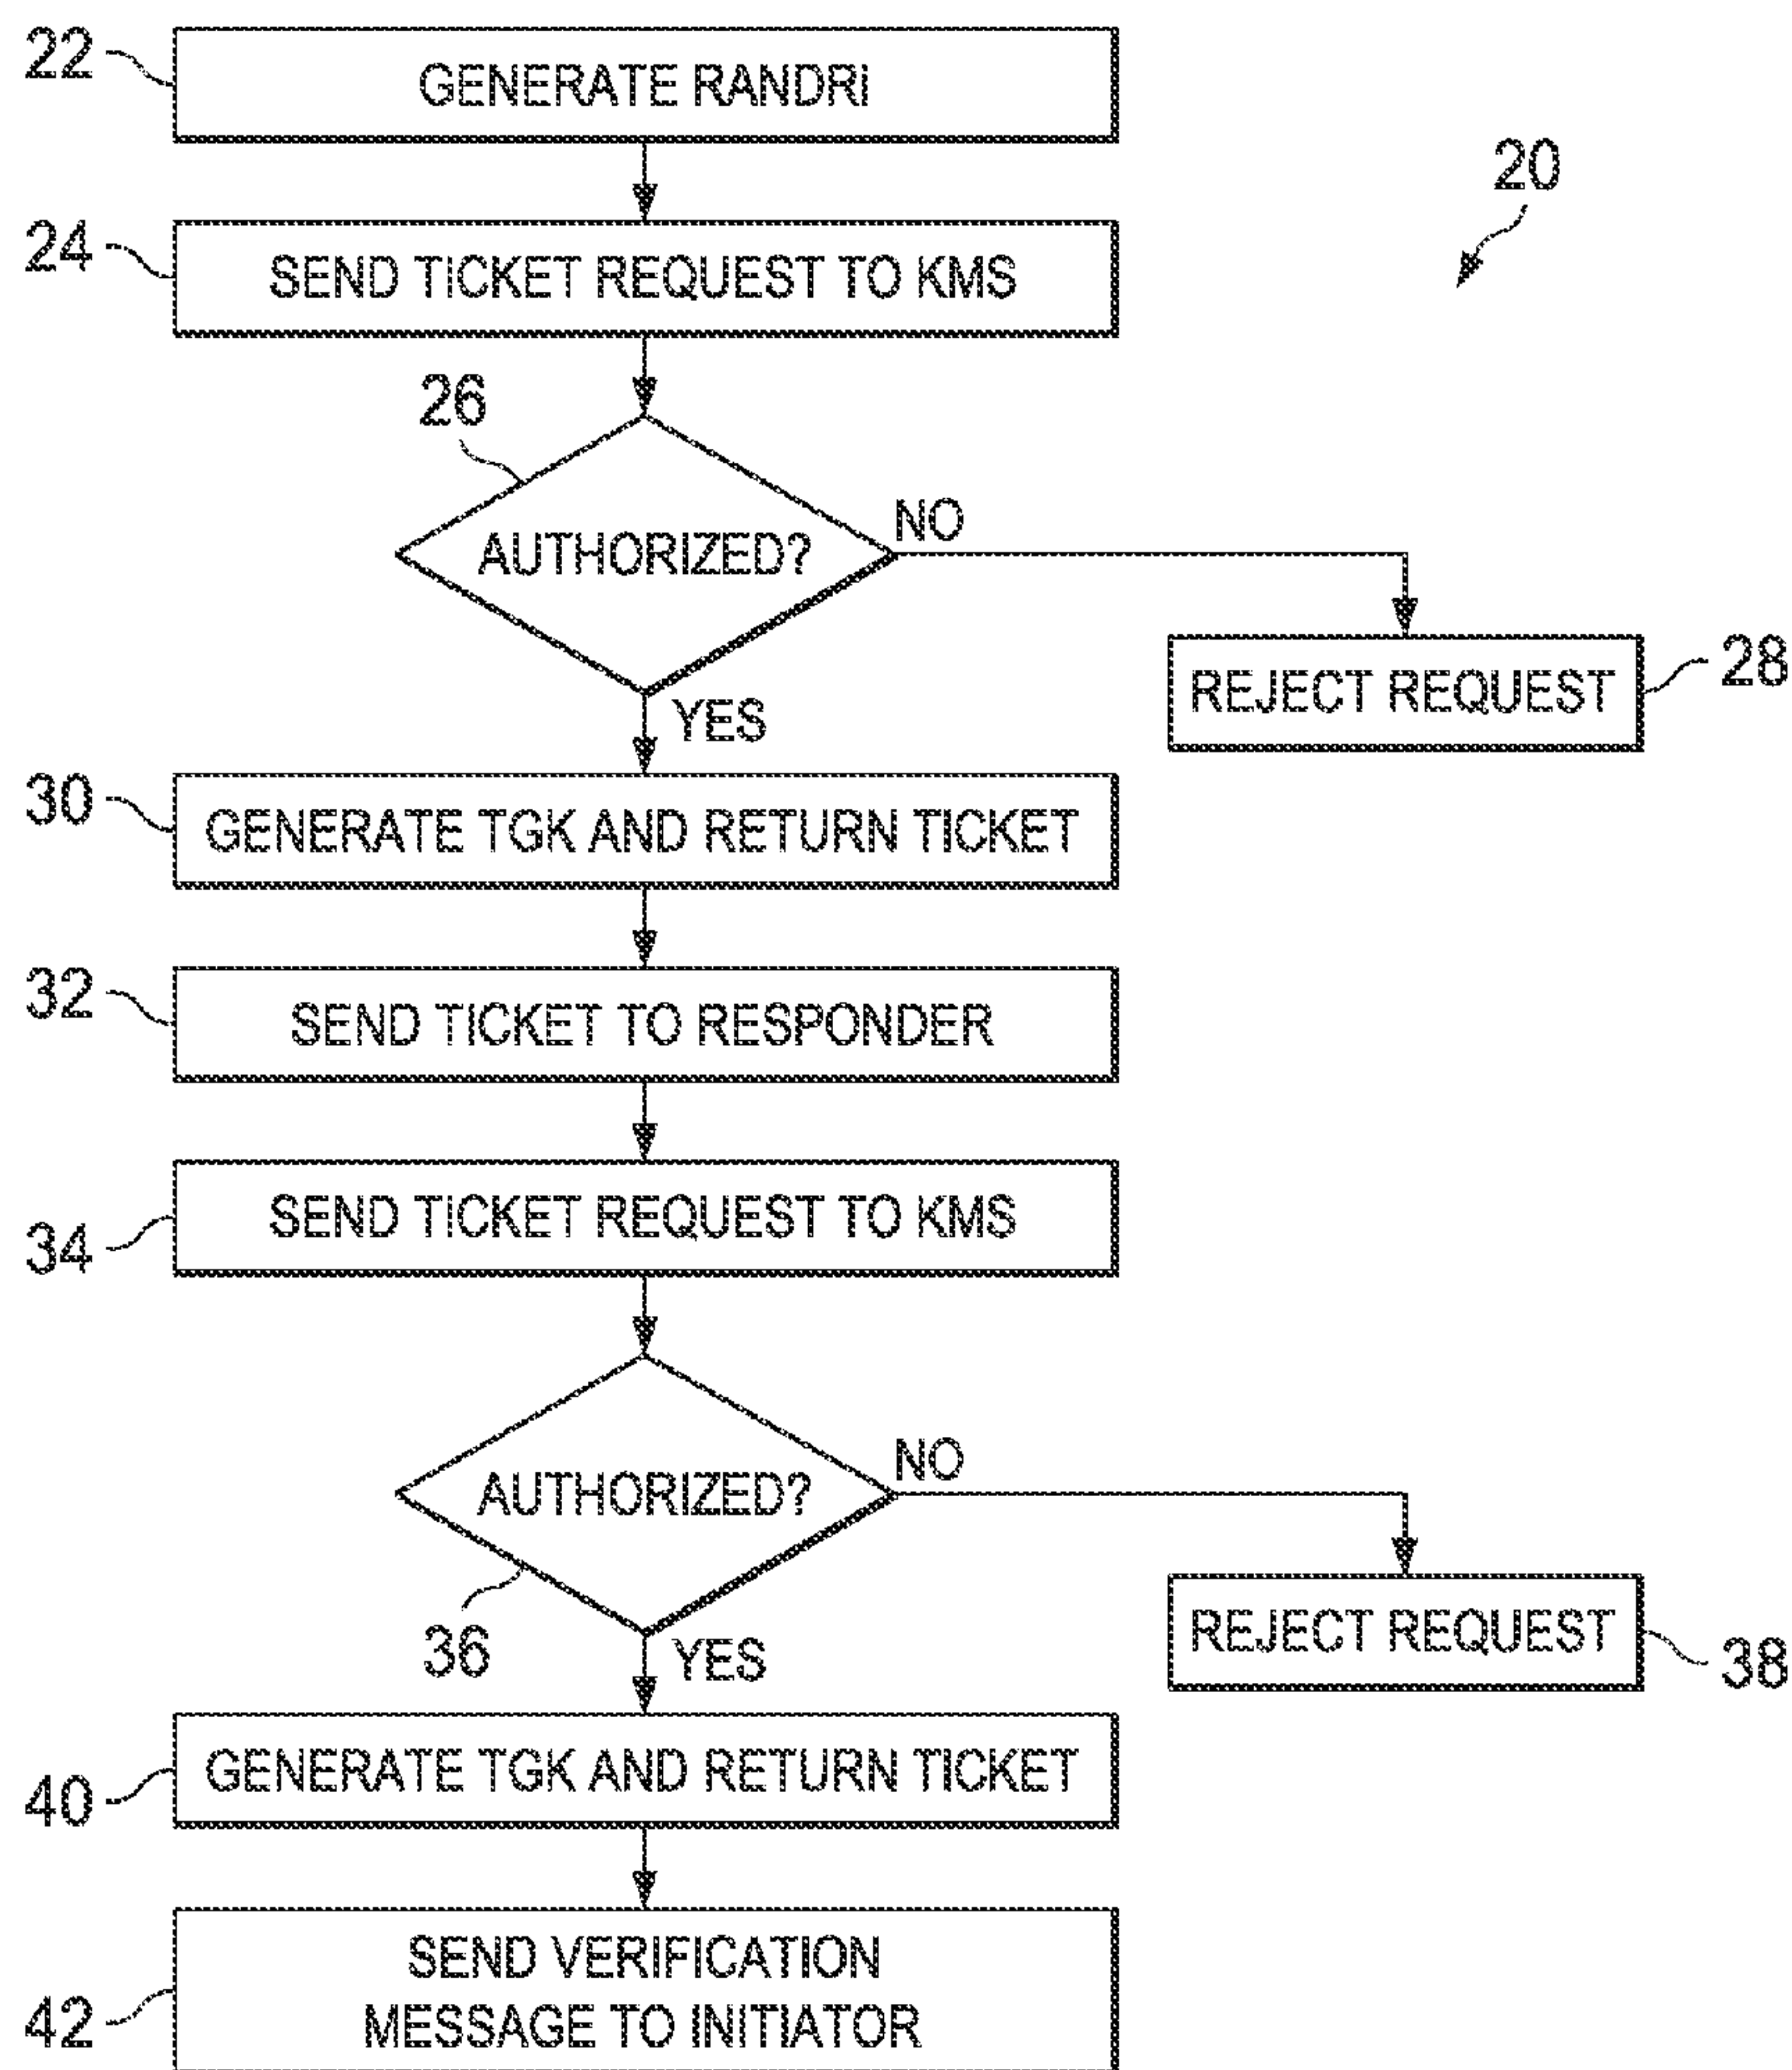 22
GENERATE RANDRi
20
24
SEND TICKET REQUEST TO KMS
26
AUTHORIZED?
NO
REJECT REQUEST
28
YES
30
GENERATE TGK AND RETURN TICKET
32
SEND TICKET TO RESPONDER
34
SEND TICKET REQUEST TO KMS
AUTHORIZED?
NO
36
YES
REJECT REQUEST
38
40
GENERATE TGK AND RETURN TICKET
42
SEND VERIFICATION
MESSAGE TO INITIATOR